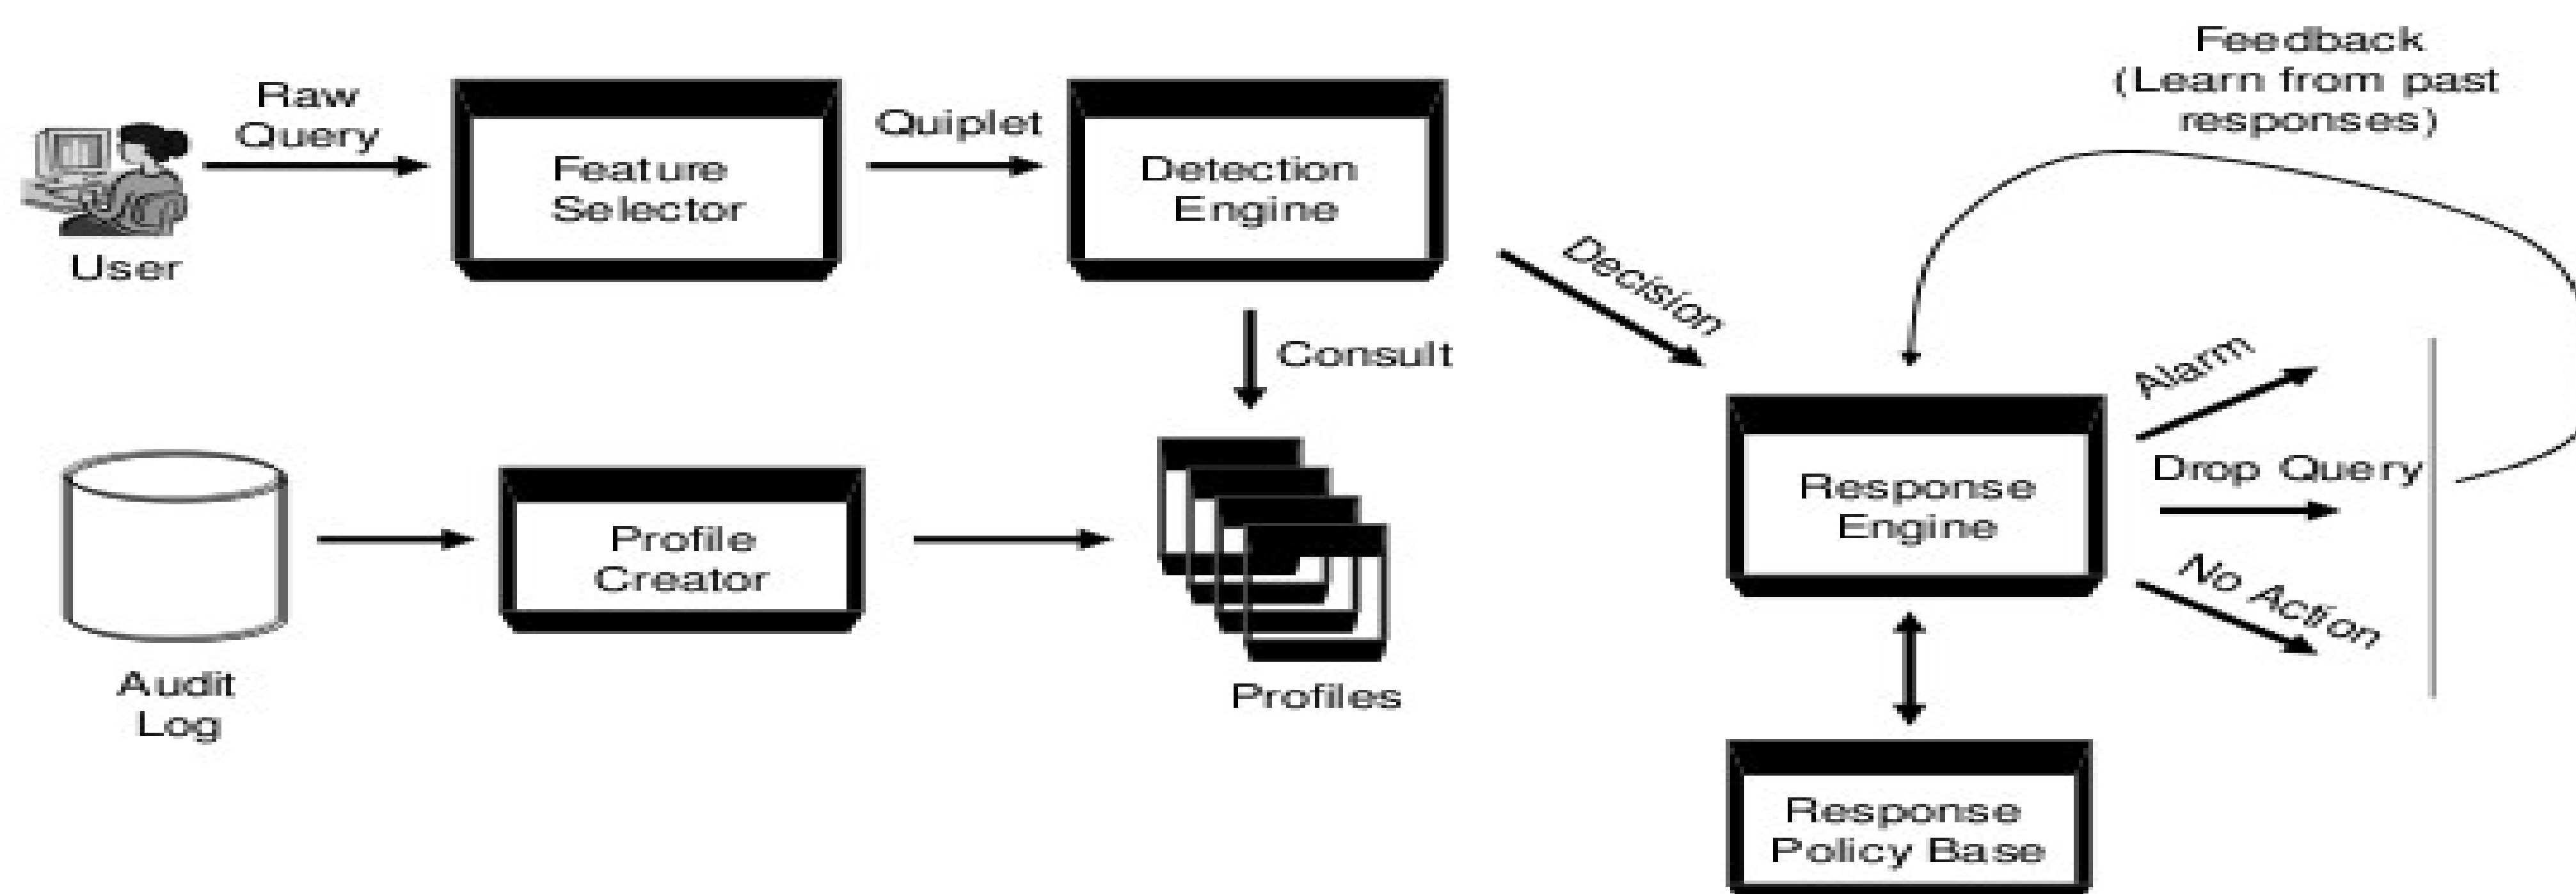 Raw
Query
User
Feature
Selector
Quiplet
Detection
Engine
Consult
Decision
Feedback
(Learn from past
responses)
Audit
Log
Profile
Creator
Profiles
Response
Engine
Alarm
Drop Query
No Action
Response
Policy Base